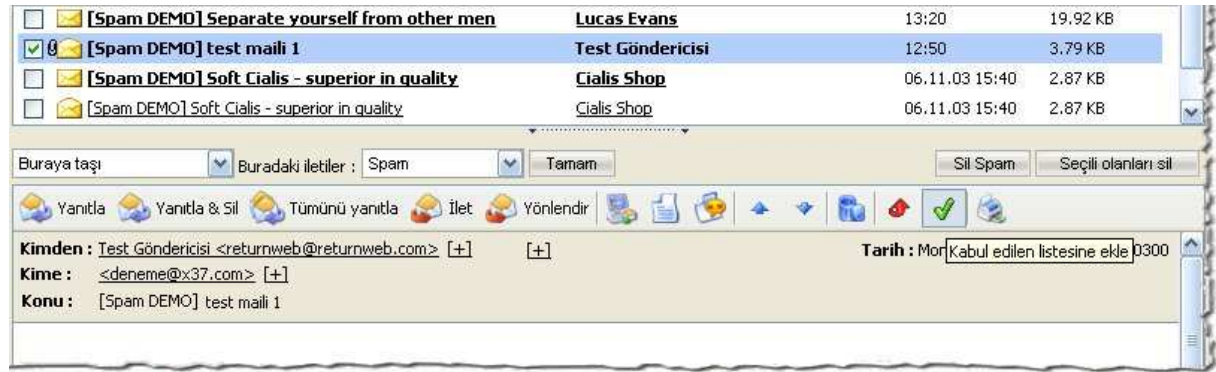 [Spam DEMO] Separate yourself from other men Lucas Evans 13:20 19.92 KB
[Spam DEMO] test maili 1 Test Göndericisi 12:50 3.79 KB
[Spam DEMO] Soft Cialis - superior in quality Cialis Shop 06.11.03 15:40 2.87 KB
[Spam DEMO] Soft Cialis - superior in quality Cialis Shop 06.11.03 15:40 2.87 KB
Buraya taşı Buradaki iletiler : Spam Tamam Sil Spam Seçili olanları sil
Yanıtla Yanıtla & Sil Tümünü yanıtla İlet Yönlendir
Kimden : Test Göndericisi <returnweb@returnweb.com> [+] [+] Tarih : Mon Kabul edilen listesine ekle 0300
Kime : <deneme@x37.com> [+]
Konu : [Spam DEMO] test maili 1